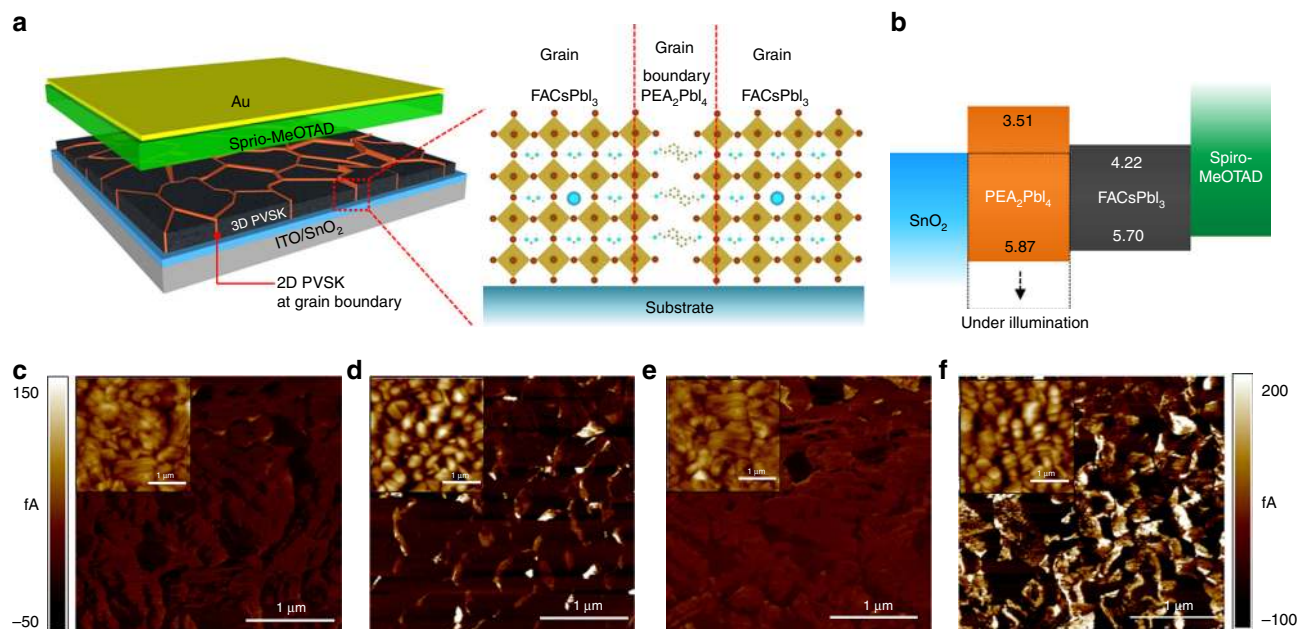 a
Au
Sprio-MeOTAD
3D PVSK
ITO/SnO₂
2D PVSK
at grain boundary
Grain
Grain
boundary
Grain
FACsPbI₃
PEA₂PbI₄
FACsPbI₃
Substrate
b
3.51
4.22
Spiro-
MeOTAD
SnO₂
PEA₂PbI₄
FACsPbI₃
5.87
5.70
Under illumination
c
150
fA
−50
1 μm
1 μm
d
1 μm
1 μm
e
1 μm
1 μm
f
1 μm
1 μm
200
fA
−100